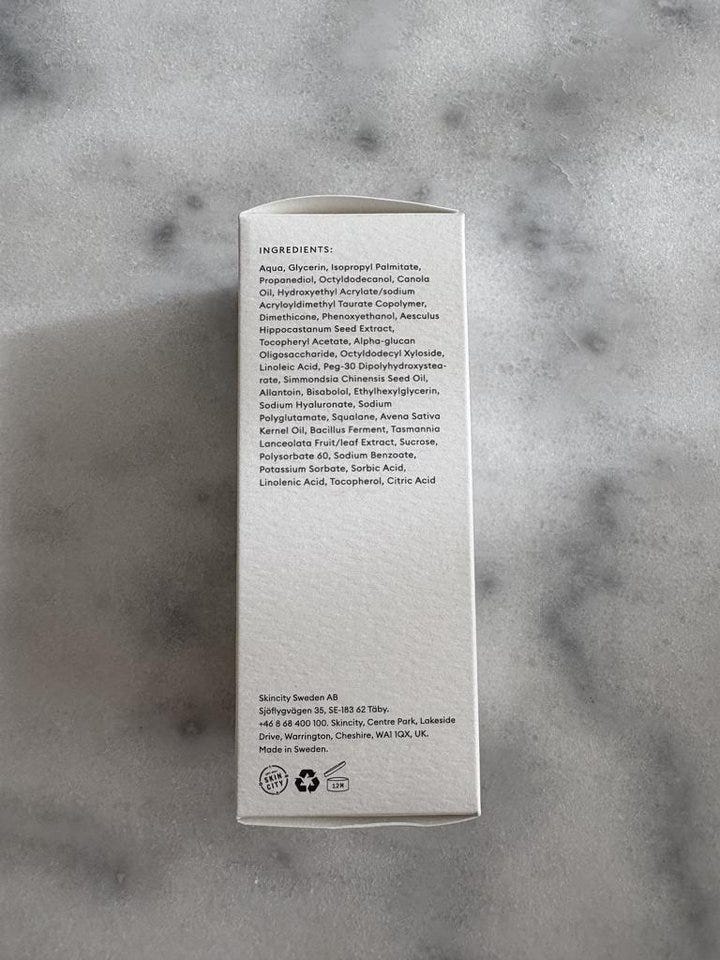 INGREDIENTS:
Aqua, Glycerin, Isopropyl Palmitate,
Propanediol, Octyldodecanol, Canola
Oil, Hydroxyethyl Acrylate/sodium
Acryloyldimethyl Taurate Copolymer,
Dimethicone, Phenoxyethanol, Aesculus
Hippocastanum Seed Extract,
Tocopheryl Acetate, Alpha-glucan
Oligosaccharide, Octyldodecyl Xyloside,
Linoleic Acid, Peg-30 Dipolyhydroxystea-
rate, Simmondsia Chinensis Seed Oil,
Allantoin, Bisabolol, Ethylhexylglycerin,
Sodium Hyaluronate, Sodium
Polyglutamate, Squalane, Avena Sativa
Kernel Oil, Bacillus Ferment, Tasmannia
Lanceolata Fruit/leaf Extract, Sucrose,
Polysorbate 60, Sodium Benzoate,
Potassium Sorbate, Sorbic Acid,
Linolenic Acid, Tocopherol, Citric Acid
Skincity Sweden AB
Sjöflygvägen 35, SE-183 62 Täby.
+46 8 68 400 100. Skincity, Centre Park, Lakeside
Drive, Warrington, Cheshire, WA1 1QX, UK.
Made in Sweden.
SKIN
CITY
12M